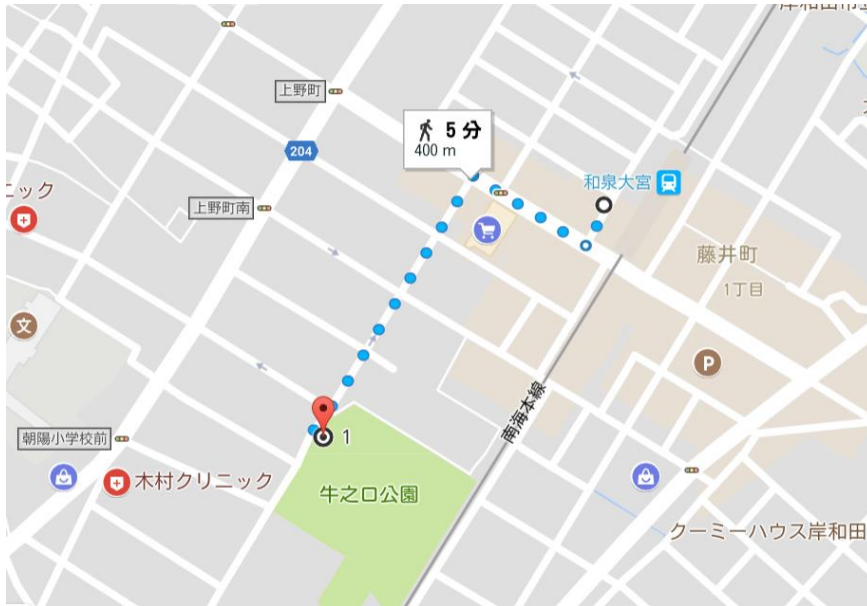 上野町
204
5 分
400 m
ニック
上野町南
和泉大宮
藤井町
1丁目
文
P
南海本線
朝陽小学校前
1
木村クリニック
牛之口公園
クーミーハウス岸和田